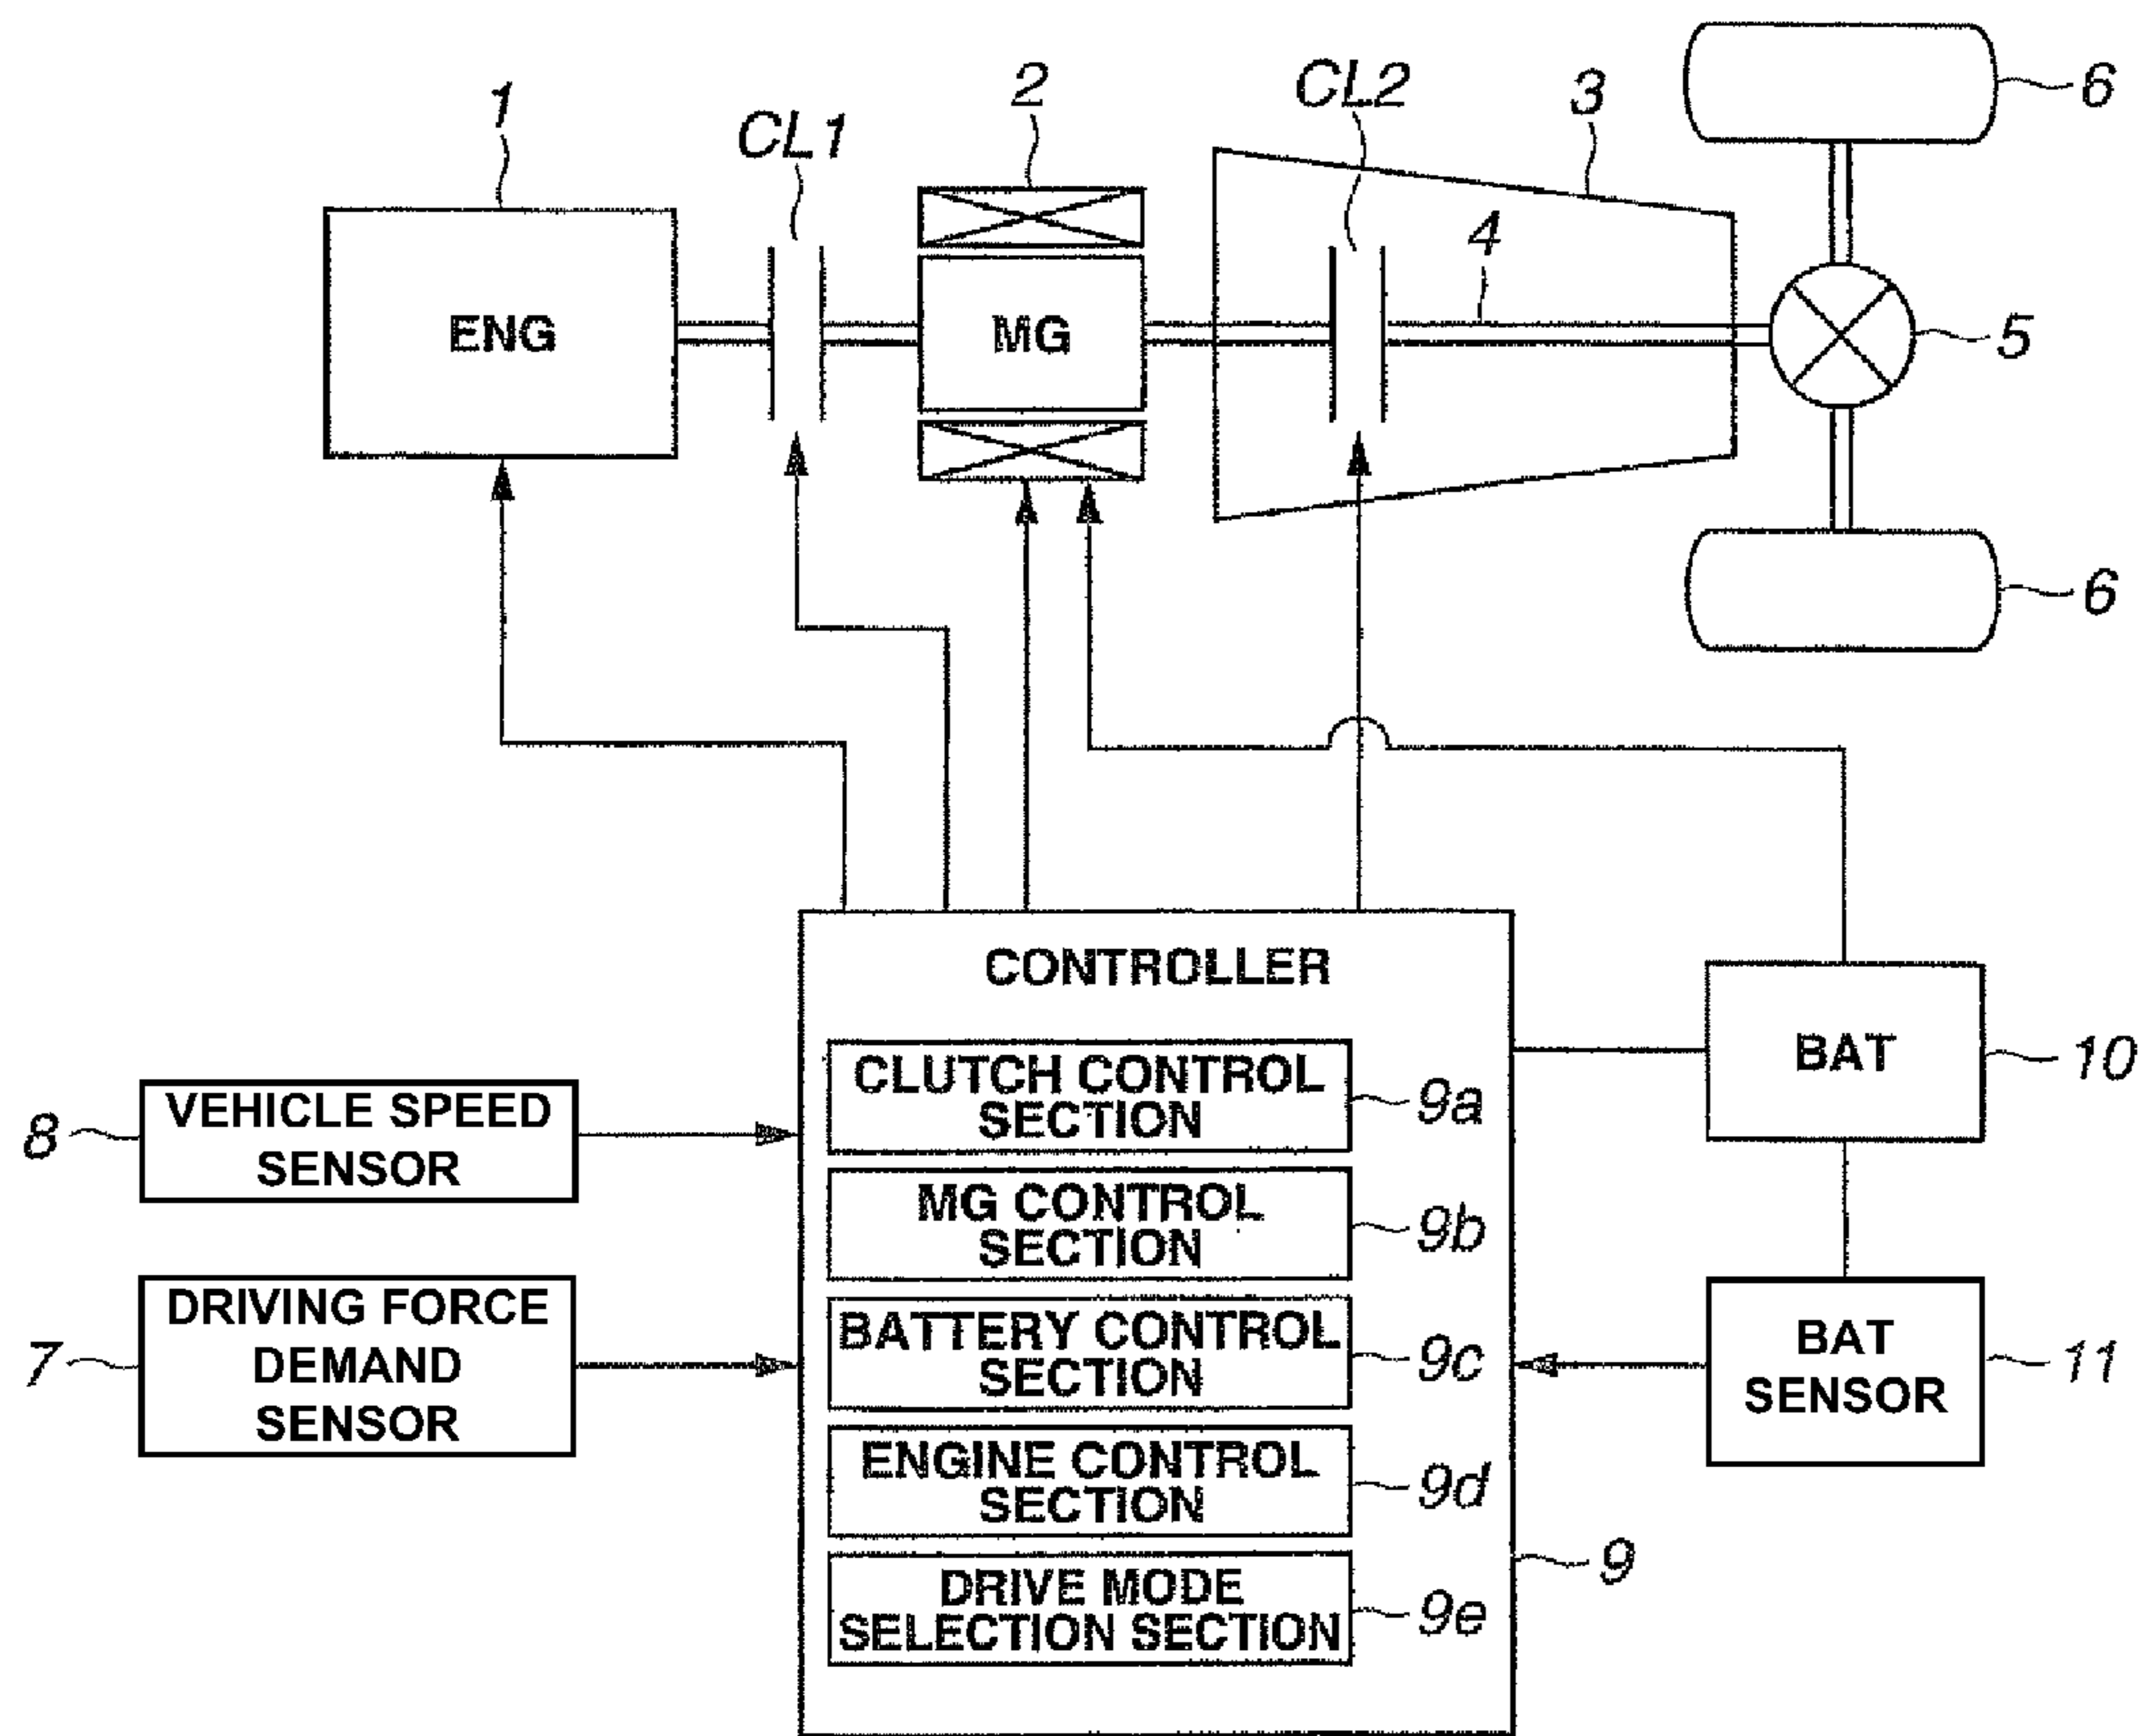 1
CL1
2
CL2
3
6
4
ENG
MG
5
6
CONTROLLER
CLUTCH CONTROL
SECTION
9a
MG CONTROL
SECTION
9b
BATTERY CONTROL
SECTION
9c
ENGINE CONTROL
SECTION
9d
DRIVE MODE
SELECTION SECTION
9e
9
8
VEHICLE SPEED
SENSOR
7
DRIVING FORCE
DEMAND
SENSOR
BAT
10
BAT
SENSOR
11